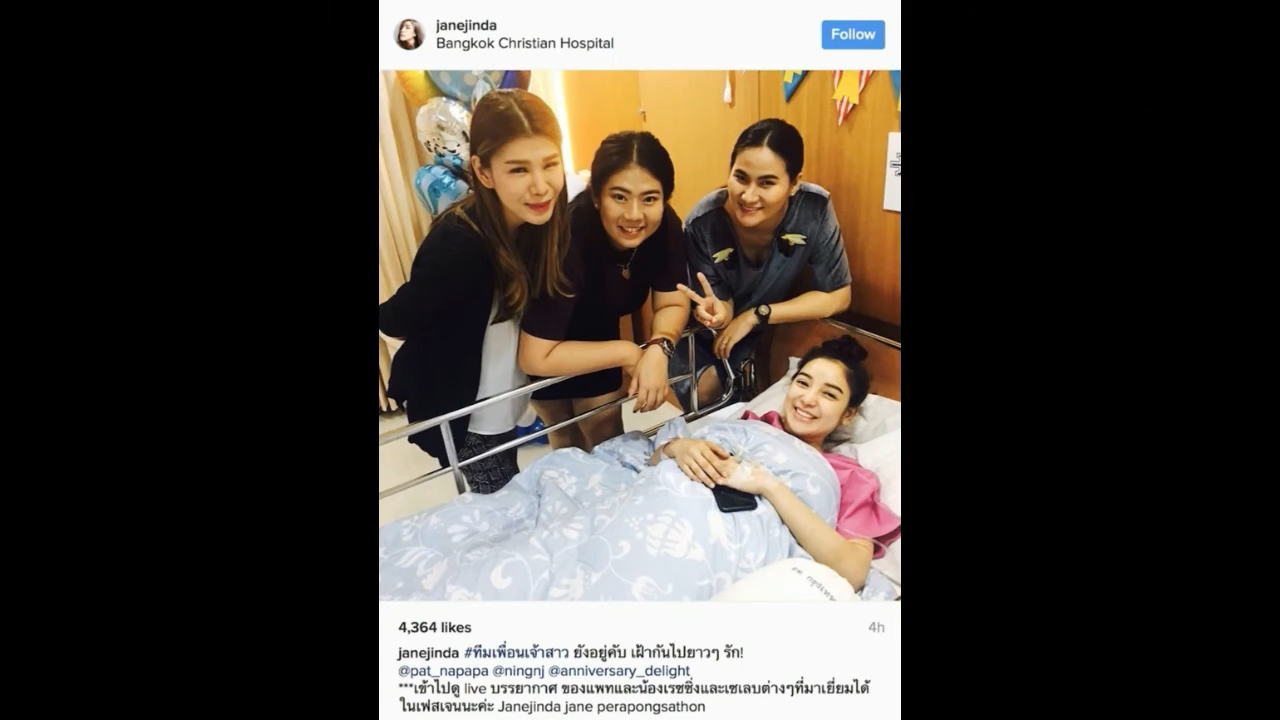 janejinda
Bangkok Christian Hospital
Follow
4,364 likes
4h
janejinda #ทีมเพื่อนเจ้าสาว ยังอยู่คับ เฝ้ากันไปยาวๆ รัก!
@pat_napapa @ningnj @anniversary_delight
***เข้าไปดู live บรรยากาศ ของแพทและน้องเรซซิ่งและเซเลบต่างๆที่มาเยี่ยมได้
ในเฟสเจนนะค่ะ Janejinda jane perapongsathon